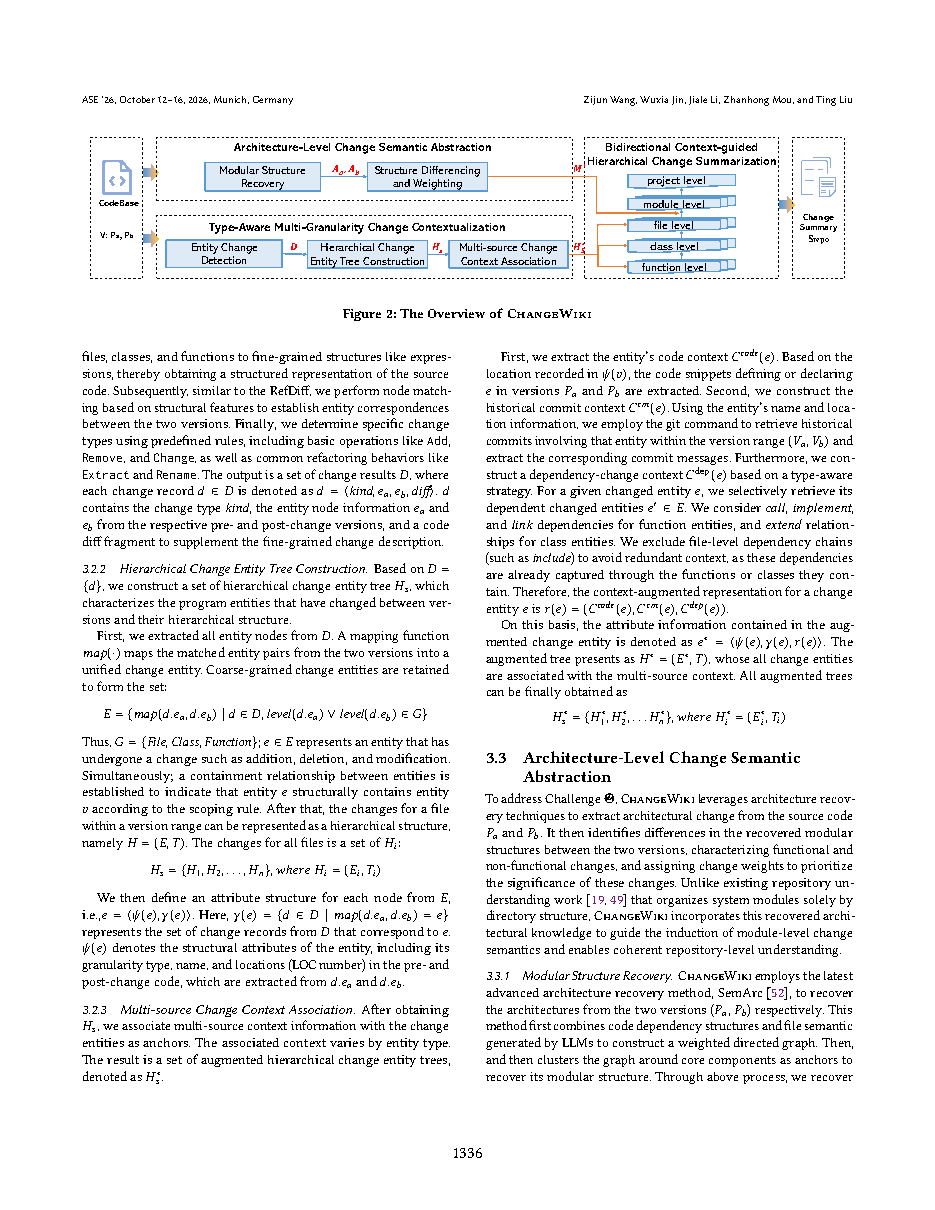 ASE '26, October 12–16, 2026, Munich, Germany
Zijun Wang, Wuxia Jin, Jiale Li, Zhanhong Mou, and Ting Liu
CodeBase
V: Pa, Pb
Architecture-Level Change Semantic Abstraction
Modular Structure
Recovery
Aa, Ab
Structure Differencing
and Weighting
M
Type-Aware Multi-Granularity Change Contextualization
Entity Change
Detection
D
Hierarchical Change
Entity Tree Construction
Hs
Multi-source Change
Context Association
Bidirectional Context-guided
Hierarchical Change Summarization
project level
module level
file level
class level
function level
Change
Summary
Figure 2: The Overview of ChangeWiki
files, classes, and functions to fine-grained structures like expres-
sions, thereby obtaining a structured representation of the source
code. Subsequently, similar to the RefDiff, we perform node match-
ing based on structural features to establish entity correspondences
between the two versions. Finally, we determine specific change
types using predefined rules, including basic operations like Add,
Remove, and Change, as well as common refactoring behaviors like
Extract and Rename. The output is a set of change results D, where
each change record d ∈ D is denoted as d = ⟨kind, ea, eb, diff⟩. d
contains the change type kind, the entity node information ea and
eb from the respective pre- and post-change versions, and a code
diff fragment to supplement the fine-grained change description.
3.2.2 Hierarchical Change Entity Tree Construction. Based on D =
{d}, we construct a set of hierarchical change entity tree Hs, which
characterizes the program entities that have changed between ver-
sions and their hierarchical structure.
First, we extracted all entity nodes from D. A mapping function
map(·) maps the matched entity pairs from the two versions into a
unified change entity. Coarse-grained change entities are retained
to form the set:
E = {map(d.ea, d.eb) | d ∈ D, level(d.ea) ∨ level(d.eb) ∈ G}
Thus, G = {File, Class, Function}; e ∈ E represents an entity that has
undergone a change such as addition, deletion, and modification.
Simultaneously; a containment relationship between entities is
established to indicate that entity e structurally contains entity
v according to the scoping rule. After that, the changes for a file
within a version range can be represented as a hierarchical structure,
namely H = (E, T). The changes for all files is a set of Hi:
Hs = {H1, H2, . . . , Hn}, where Hi = (Ei, Ti)
We then define an attribute structure for each node from E,
i.e.,e = ⟨ψ(e), γ(e)⟩. Here, γ(e) = {d ∈ D | map(d.ea, d.eb) = e}
represents the set of change records from D that correspond to e.
ψ(e) denotes the structural attributes of the entity, including its
granularity type, name, and locations (LOC number) in the pre- and
post-change code, which are extracted from d.ea and d.eb.
3.2.3 Multi-source Change Context Association. After obtaining
Hs, we associate multi-source context information with the change
entities as anchors. The associated context varies by entity type.
The result is a set of augmented hierarchical change entity trees,
denoted as H*s.
First, we extract the entity's code context Ccode(e). Based on the
location recorded in ψ(v), the code snippets defining or declaring
e in versions Pa and Pb are extracted. Second, we construct the
historical commit context Ccm(e). Using the entity's name and loca-
tion information, we employ the git command to retrieve historical
commits involving that entity within the version range (Va, Vb) and
extract the corresponding commit messages. Furthermore, we con-
struct a dependency-change context Cdep(e) based on a type-aware
strategy. For a given changed entity e, we selectively retrieve its
dependent changed entities e′ ∈ E. We consider call, implement,
and link dependencies for function entities, and extend relation-
ships for class entities. We exclude file-level dependency chains
(such as include) to avoid redundant context, as these dependencies
are already captured through the functions or classes they con-
tain. Therefore, the context-augmented representation for a change
entity e is r(e) = (Ccode(e), Ccm(e), Cdep(e)).
On this basis, the attribute information contained in the aug-
mented change entity is denoted as e* = ⟨ψ(e), γ(e), r(e)⟩. The
augmented tree presents as H* = (E*, T), whose all change entities
are associated with the multi-source context. All augmented trees
can be finally obtained as
H*s = {H*1, H*2, . . . H*n}, where H*i = (E*i, Ti)
3.3 Architecture-Level Change Semantic
Abstraction
To address Challenge ❷, ChangeWiki leverages architecture recov-
ery techniques to extract architectural change from the source code
Pa and Pb. It then identifies differences in the recovered modular
structures between the two versions, characterizing functional and
non-functional changes, and assigning change weights to prioritize
the significance of these changes. Unlike existing repository un-
derstanding work [19, 49] that organizes system modules solely by
directory structure, ChangeWiki incorporates this recovered archi-
tectural knowledge to guide the induction of module-level change
semantics and enables coherent repository-level understanding.
3.3.1 Modular Structure Recovery. ChangeWiki employs the latest
advanced architecture recovery method, SemArc [52], to recover
the architectures from the two versions (Pa, Pb) respectively. This
method first combines code dependency structures and file semantic
generated by LLMs to construct a weighted directed graph. Then,
and then clusters the graph around core components as anchors to
recover its modular structure. Through above process, we recover
1336